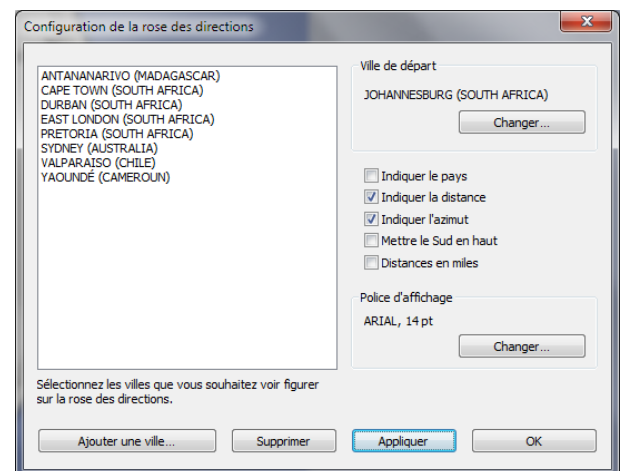 Configuration de la rose des directions
ANTANANARIVO (MADAGASCAR)
CAPE TOWN (SOUTH AFRICA)
DURBAN (SOUTH AFRICA)
EAST LONDON (SOUTH AFRICA)
PRETORIA (SOUTH AFRICA)
SYDNEY (AUSTRALIA)
VALPARAISO (CHILE)
YAOUNDÉ (CAMEROUN)
Sélectionnez les villes que vous souhaitez voir figurer
sur la rose des directions.
Ville de départ
JOHANNESBURG (SOUTH AFRICA)
Changer...
Indiquer le pays
Indiquer la distance
Indiquer l'azimut
Mettre le Sud en haut
Distances en miles
Police d'affichage
ARIAL, 14 pt
Changer...
Ajouter une ville...
Supprimer
Appliquer
OK